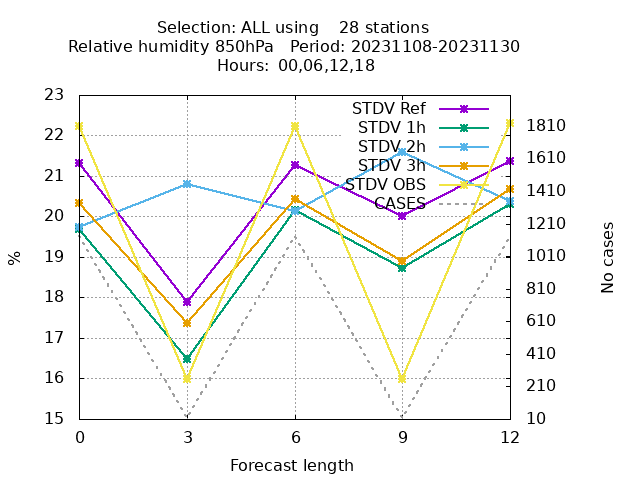 Selection: ALL using    28 stations
Relative humidity 850hPa   Period: 20231108-20231130
Hours:  00,06,12,18
STDV Ref
STDV 1h
STDV 2h
STDV 3h
STDV OBS
CASES
23
22
21
20
19
18
17
16
15
%
1810
1610
1410
1210
1010
810
610
410
210
10
No cases
0
3
6
9
12
Forecast length